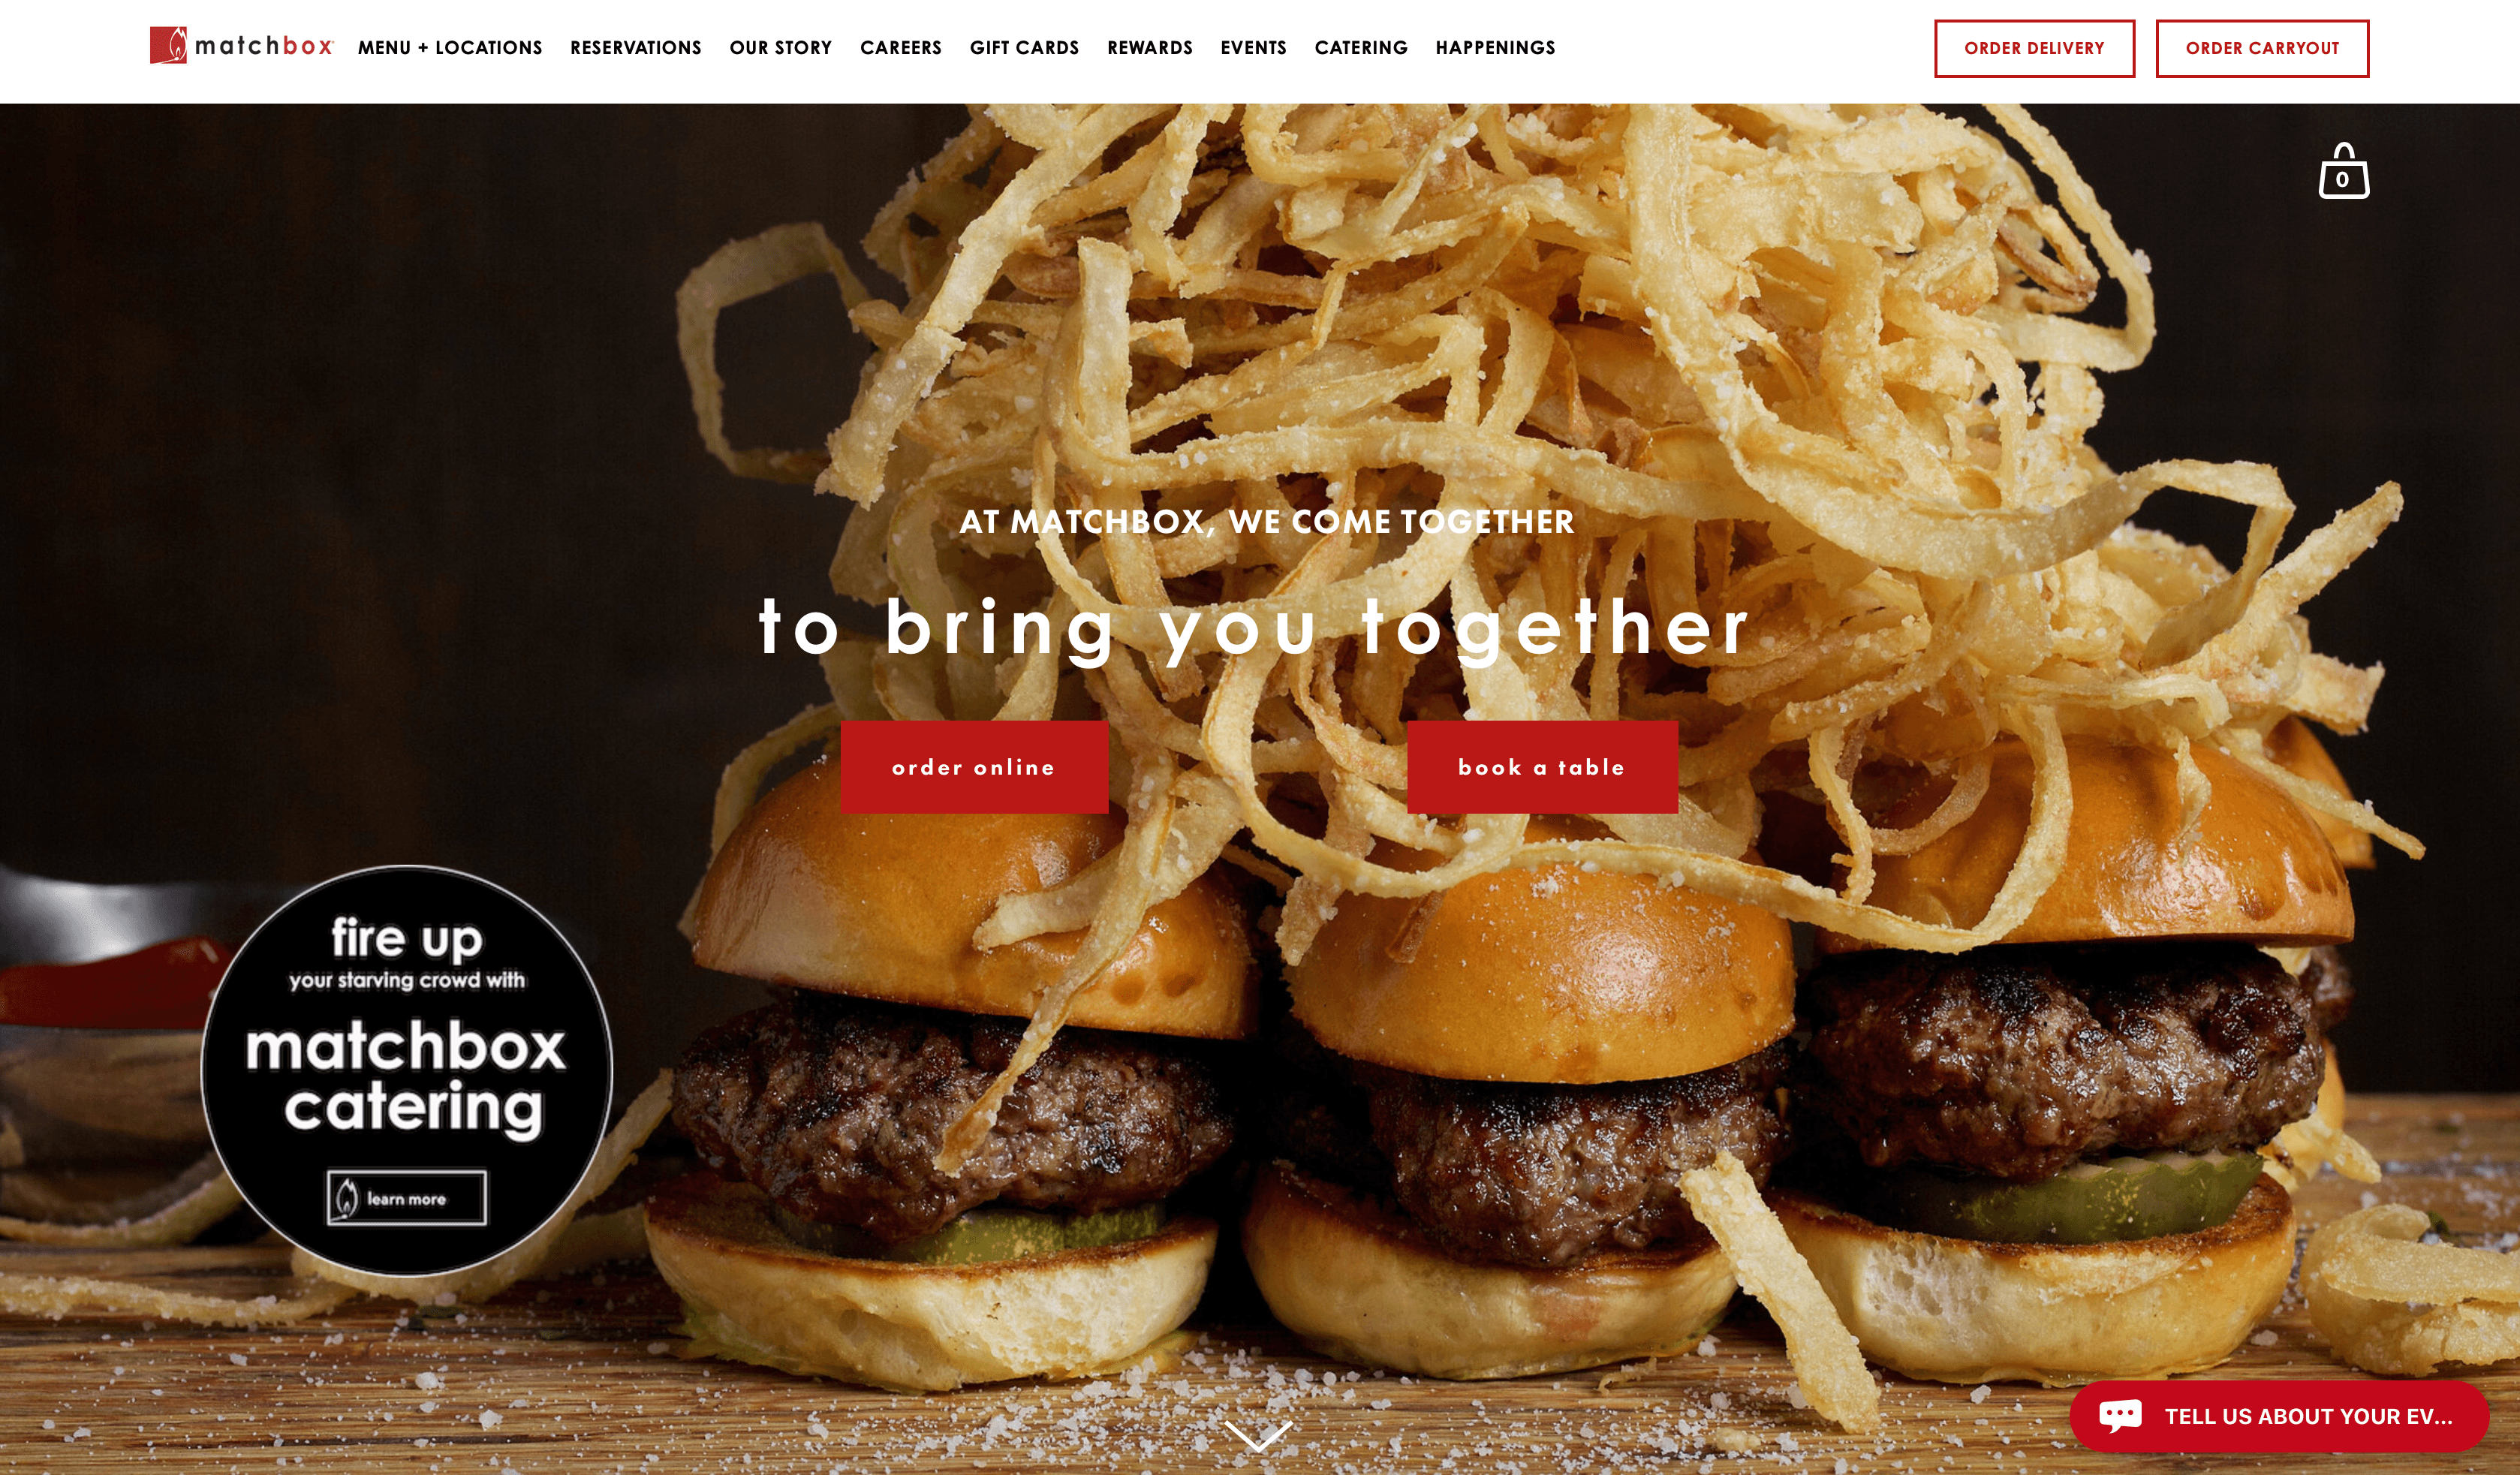 matchbox
MENU + LOCATIONS
RESERVATIONS
OUR STORY
CAREERS
GIFT CARDS
REWARDS
EVENTS
CATERING
HAPPENINGS
ORDER DELIVERY
ORDER CARRYOUT
0
AT MATCHBOX, WE COME TOGETHER
to bring you together
order online
book a table
fire up
your starving crowd with
matchbox
catering
learn more
TELL US ABOUT YOUR EV...